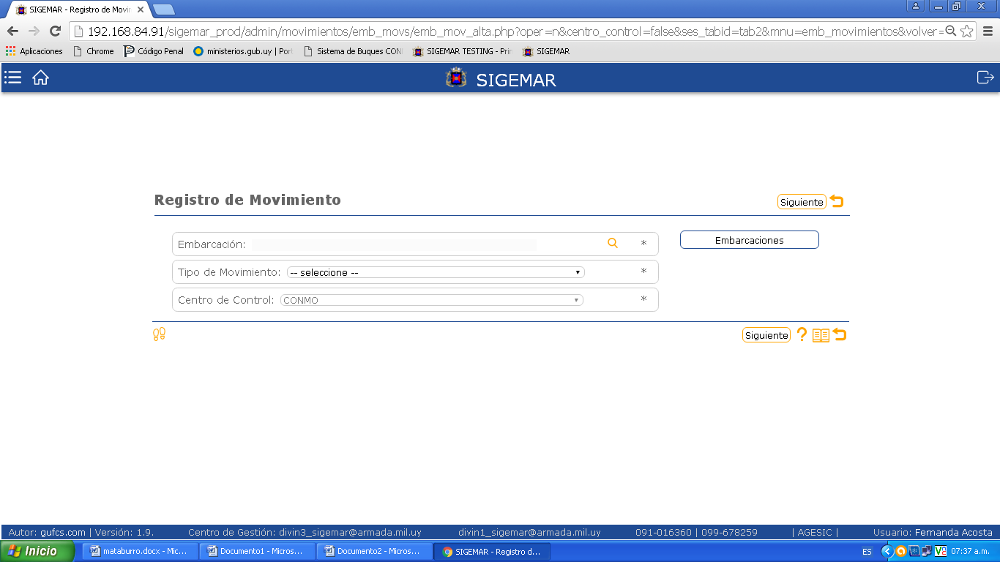 SIGEMAR - Registro de Movin
192.168.84.91/sigemar_prod/admin/movimientos/emb_movs/emb_mov_alta.php?oper=n&centro_control=false&ses_tabid=tab2&mnu=emb_movimientos&volver=
Aplicaciones Chrome Código Penal ministerios.gub.uy | Port Sistema de Buques CON SIGEMAR TESTING - Prin SIGEMAR
SIGEMAR
Registro de Movimiento Siguiente
Embarcación: * Embarcaciones
Tipo de Movimiento: -- seleccione -- *
Centro de Control: CONMO *
Siguiente ?
Autor: gufcs.com | Versión: 1.9. Centro de Gestión: divin3_sigemar@armada.mil.uy divin1_sigemar@armada.mil.uy 091-016360 | 099-678259 | AGESIC | Usuario: Fernanda Acosta
Inicio mataburro.docx - Mic... Documento1 - Micros... Documento2 - Micros... SIGEMAR - Registro d... ES 07:37 a.m.